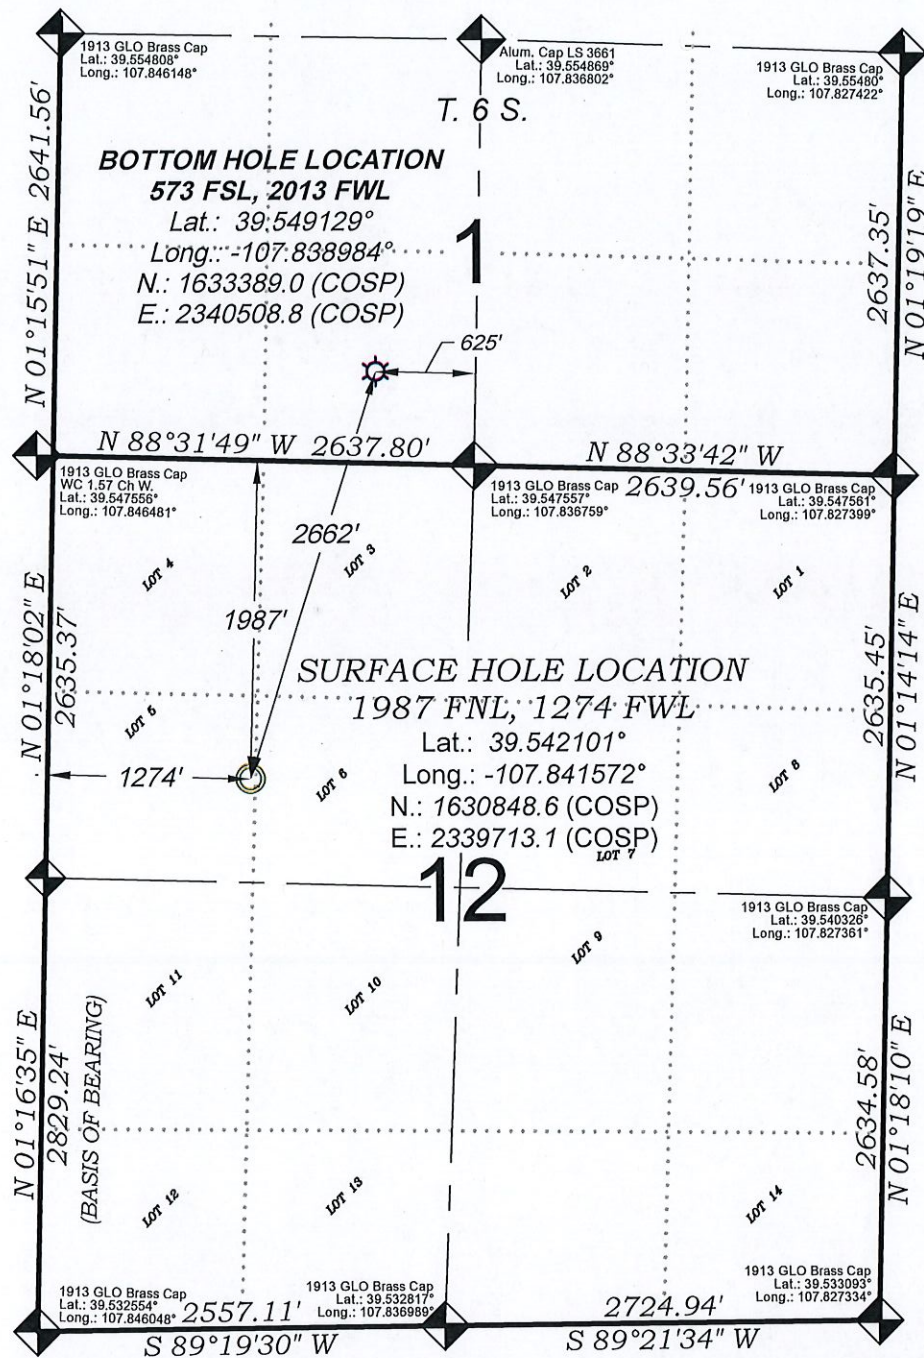 1913 GLO Brass Cap
Lat.: 39.554808°
Long.: 107.846148°
Alum. Cap LS 3661
Lat.: 39.554869°
Long.: 107.836802°
1913 GLO Brass Cap
Lat.: 39.55480°
Long.: 107.827422°
T. 6 S.
BOTTOM HOLE LOCATION
573 FSL, 2013 FWL
Lat.: 39.549129°
Long.: -107.838984°
N.: 1633389.0 (COSP)
E.: 2340508.8 (COSP)
1
N 01°15'51" E 2641.56'
2637.35'
N 01°19'19" E
625'
N 88°31'49" W 2637.80'
N 88°33'42" W
2639.56'
1913 GLO Brass Cap
WC 1.57 Ch W.
Lat.: 39.547556°
Long.: 107.846481°
1913 GLO Brass Cap
Lat.: 39.547557°
Long.: 107.836759°
1913 GLO Brass Cap
Lat.: 39.547561°
Long.: 107.827399°
2662'
LOT 4
LOT 3
LOT 2
LOT 1
1987'
N 01°18'02" E
2635.37'
2635.45'
N 01°14'14" E
SURFACE HOLE LOCATION
1987 FNL, 1274 FWL
Lat.: 39.542101°
Long.: -107.841572°
N.: 1630848.6 (COSP)
E.: 2339713.1 (COSP)
LOT 5
1274'
LOT 6
LOT 8
LOT 7
12
1913 GLO Brass Cap
Lat.: 39.540326°
Long.: 107.827361°
LOT 11
LOT 10
LOT 9
N 01°16'35" E
2829.24'
(BASIS OF BEARING)
2634.58'
N 01°18'10" E
LOT 12
LOT 13
LOT 14
1913 GLO Brass Cap
Lat.: 39.532554°
Long.: 107.846048°
2557.11'
S 89°19'30" W
1913 GLO Brass Cap
Lat.: 39.532817°
Long.: 107.836989°
2724.94'
S 89°21'34" W
1913 GLO Brass Cap
Lat.: 39.533093°
Long.: 107.827334°